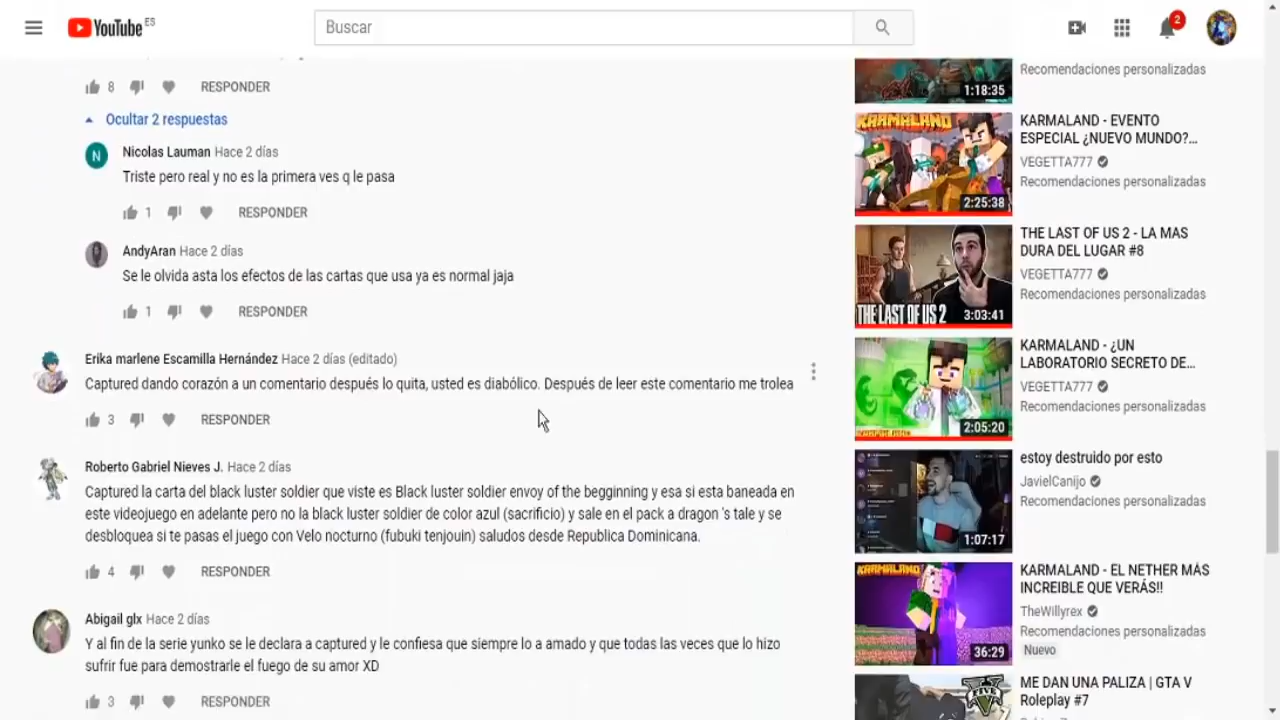 YouTube ES
Buscar
2
8
RESPONDER
Ocultar 2 respuestas
N
Nicolas Lauman Hace 2 días
Triste pero real y no es la primera ves q le pasa
1
RESPONDER
AndyAran Hace 2 días
Se le olvida asta los efectos de las cartas que usa ya es normal jaja
1
RESPONDER
Erika marlene Escamilla Hernández Hace 2 días (editado)
Captured dando corazón a un comentario después lo quita, usted es diabólico. Después de leer este comentario me trolea
3
RESPONDER
Roberto Gabriel Nieves J. Hace 2 días
Captured la carta del black luster soldier que viste es Black luster soldier envoy of the begginning y esa si esta baneada en
este videojuego en adelante pero no la black luster soldier de color azul (sacrificio) y sale en el pack a dragon 's tale y se
desbloquea si te pasas el juego con Velo nocturno (fubuki tenjouin) saludos desde Republica Dominicana.
4
RESPONDER
Abigail glx Hace 2 días
Y al fin de la serie yunko se le declara a captured y le confiesa que siempre lo a amado y que todas las veces que lo hizo
sufrir fue para demostrarle el fuego de su amor XD
3
RESPONDER
1:18:35
Recomendaciones personalizadas
KARMALAND
2:25:38
KARMALAND - EVENTO
ESPECIAL ¿NUEVO MUNDO?...
VEGETTA777
Recomendaciones personalizadas
THE LAST OF US 2
3:03:41
THE LAST OF US 2 - LA MAS
DURA DEL LUGAR #8
VEGETTA777
Recomendaciones personalizadas
2:05:20
KARMALAND - ¿UN
LABORATORIO SECRETO DE...
VEGETTA777
Recomendaciones personalizadas
1:07:17
estoy destruido por esto
JavielCanijo
Recomendaciones personalizadas
KARMALAND
36:29
KARMALAND - EL NETHER MÁS
INCREIBLE QUE VERÁS!!
TheWillyrex
Recomendaciones personalizadas
Nuevo
FIVE
ME DAN UNA PALIZA | GTA V
Roleplay #7